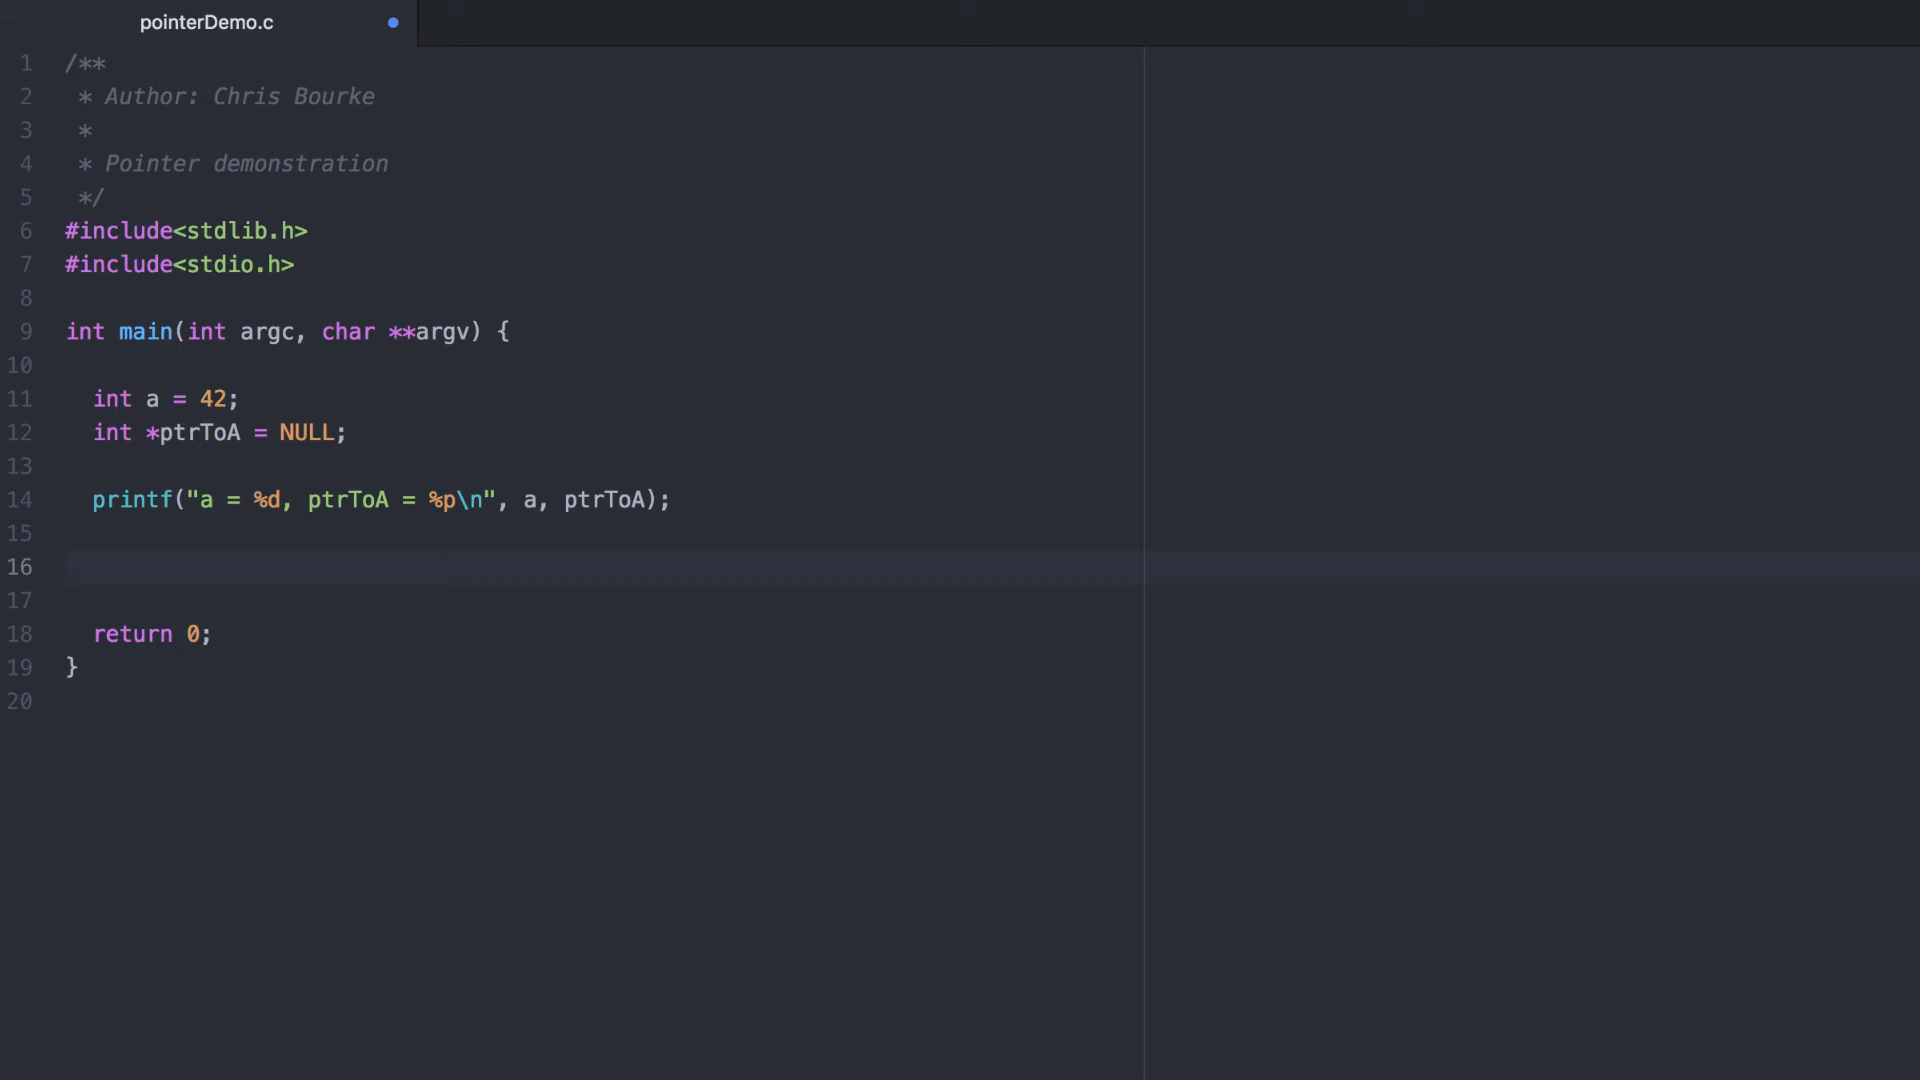 pointerDemo.c
1 /**
2  * Author: Chris Bourke
3  *
4  * Pointer demonstration
5  */
6 #include<stdlib.h>
7 #include<stdio.h>
8
9 int main(int argc, char **argv) {
10
11   int a = 42;
12   int *ptrToA = NULL;
13
14   printf("a = %d, ptrToA = %p\n", a, ptrToA);
15
16
17
18   return 0;
19 }
20